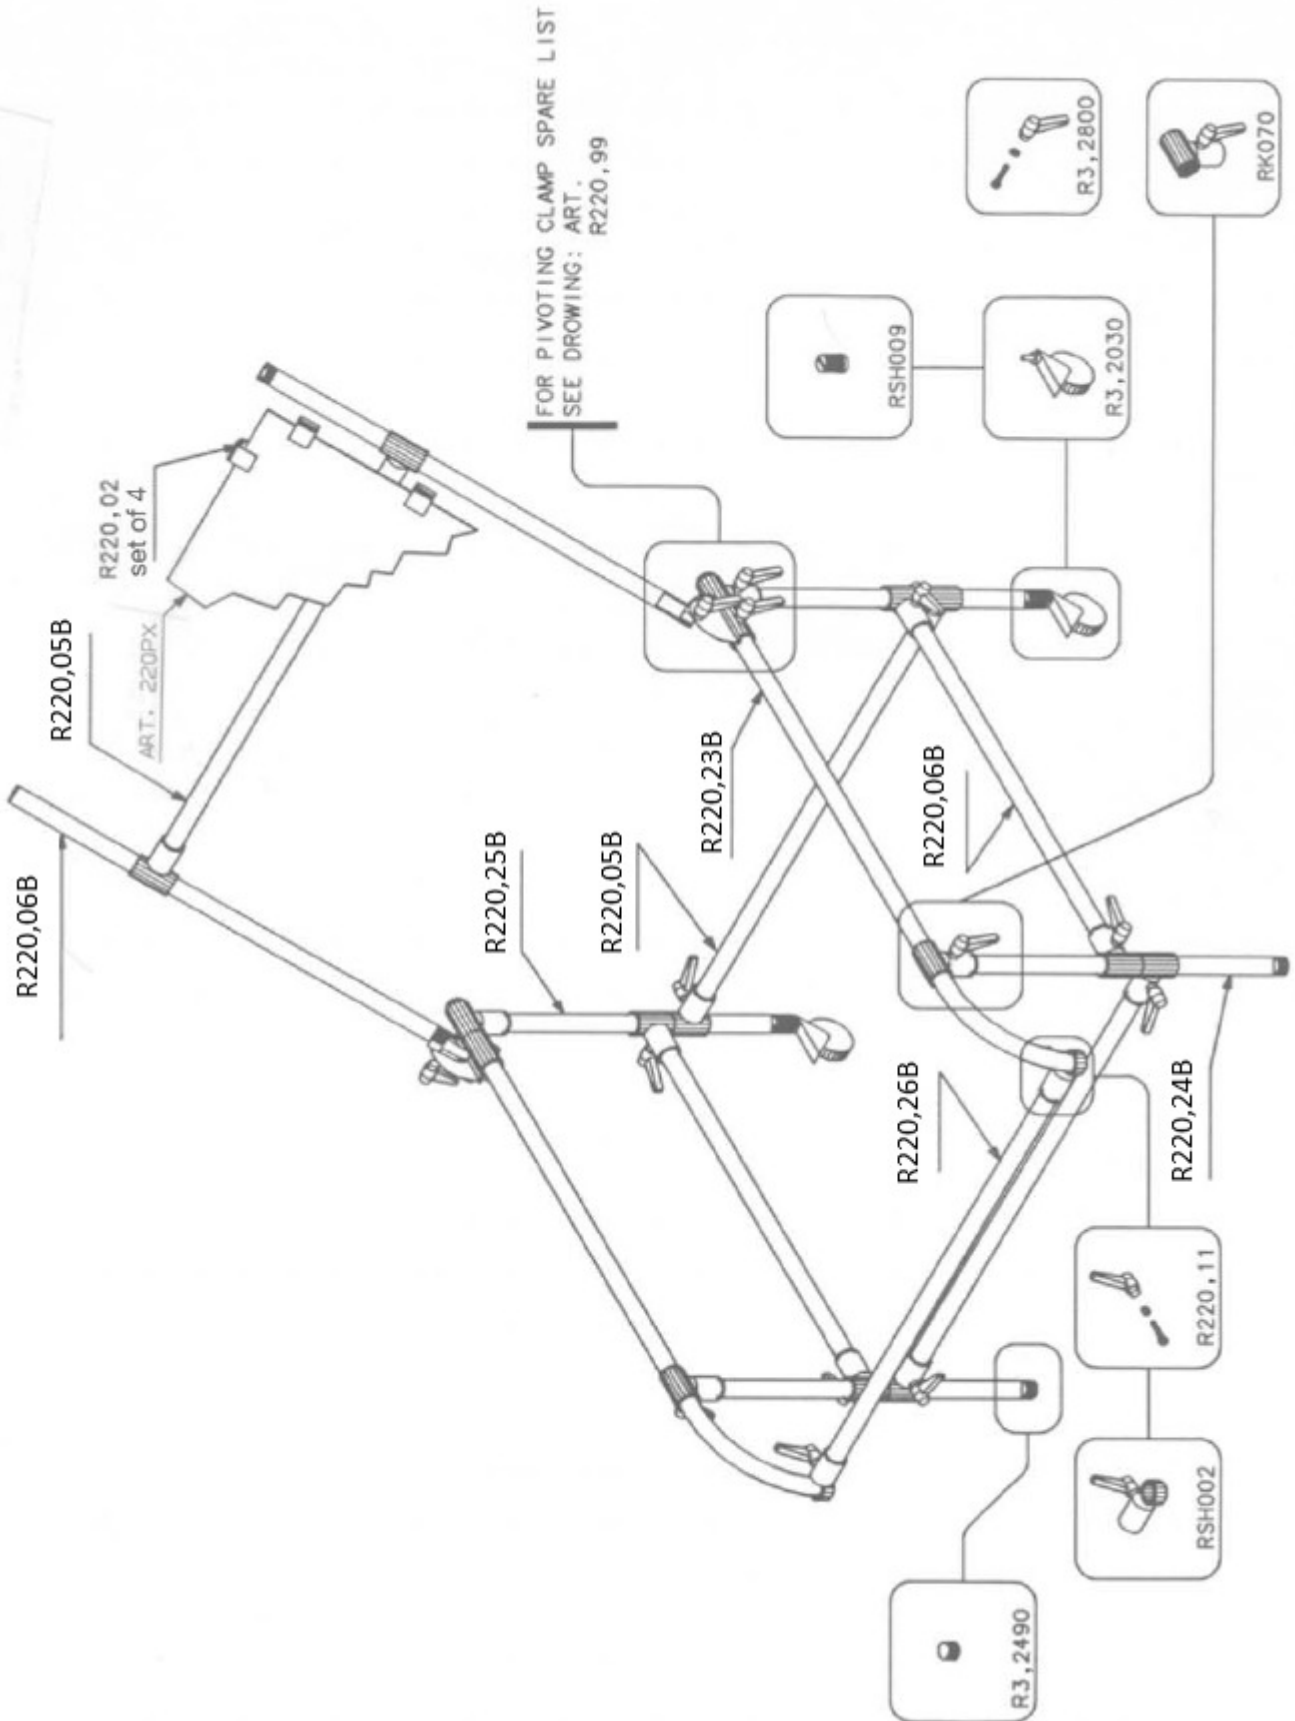 R220,06B
R220,05B
ART. 220PX
R220,02
set of 4
FOR PIVOTING CLAMP SPARE LIST
SEE DROWING: ART.
R220,99
R220,25B
R220,05B
R220,23B
R220,06B
R220,26B
R220,24B
R3,2490
RSH002
R220,11
RSH009
R3,2030
R3,2800
RK070